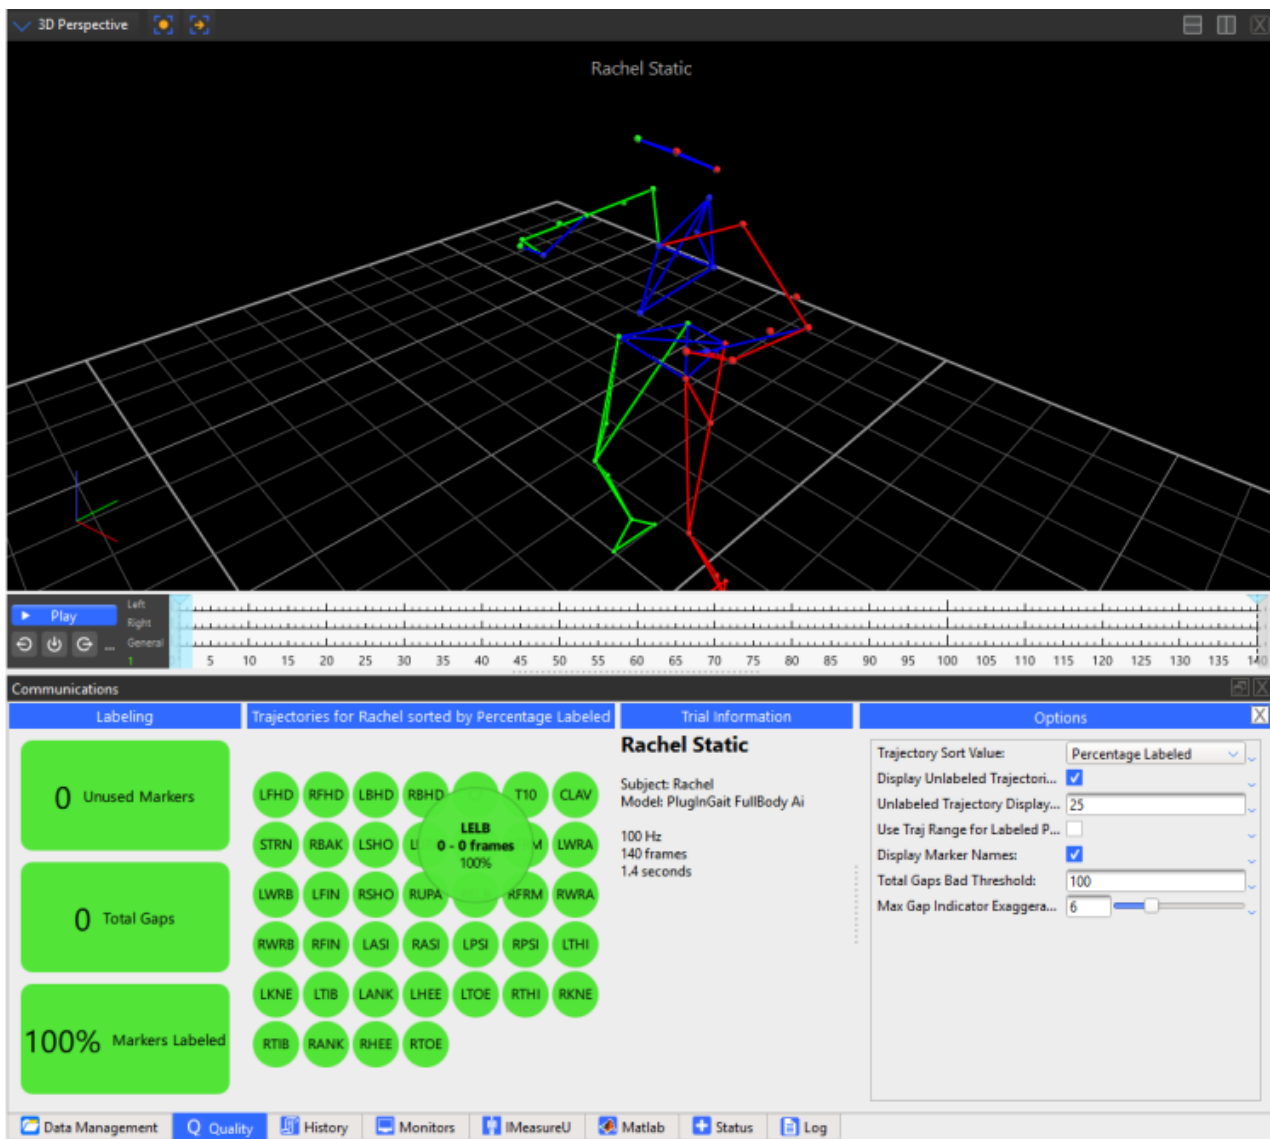 3D Perspective
Rachel Static
Play
Left
Right
General
1
5 10 15 20 25 30 35 40 45 50 55 60 65 70 75 80 85 90 95 100 105 110 115 120 125 130 135 140
Communications
Labeling
Trajectories for Rachel sorted by Percentage Labeled
Trial Information
Options
0 Unused Markers
0 Total Gaps
100% Markers Labeled
LFHD RFHD LBHD RBHD T10 CLAV
STRN RBAK LSHO LWRA
LWRB LFIN RSHO RUPA RFRM RWRA
RWRB RFIN LASI RASI LPSI RPSI LTHI
LKNE LTIB LANK LHEE LTOE RTHI RKNE
RTIB RANK RHEE RTOE
LELB
0 - 0 frames
100%
Rachel Static
Subject: Rachel
Model: PlugInGait FullBody Ai
100 Hz
140 frames
1.4 seconds
Trajectory Sort Value: Percentage Labeled
Display Unlabeled Trajectori...
Unlabeled Trajectory Display... 25
Use Traj Range for Labeled P...
Display Marker Names:
Total Gaps Bad Threshold: 100
Max Gap Indicator Exaggera... 6
Data Management Quality History Monitors IMeasureU Matlab Status Log